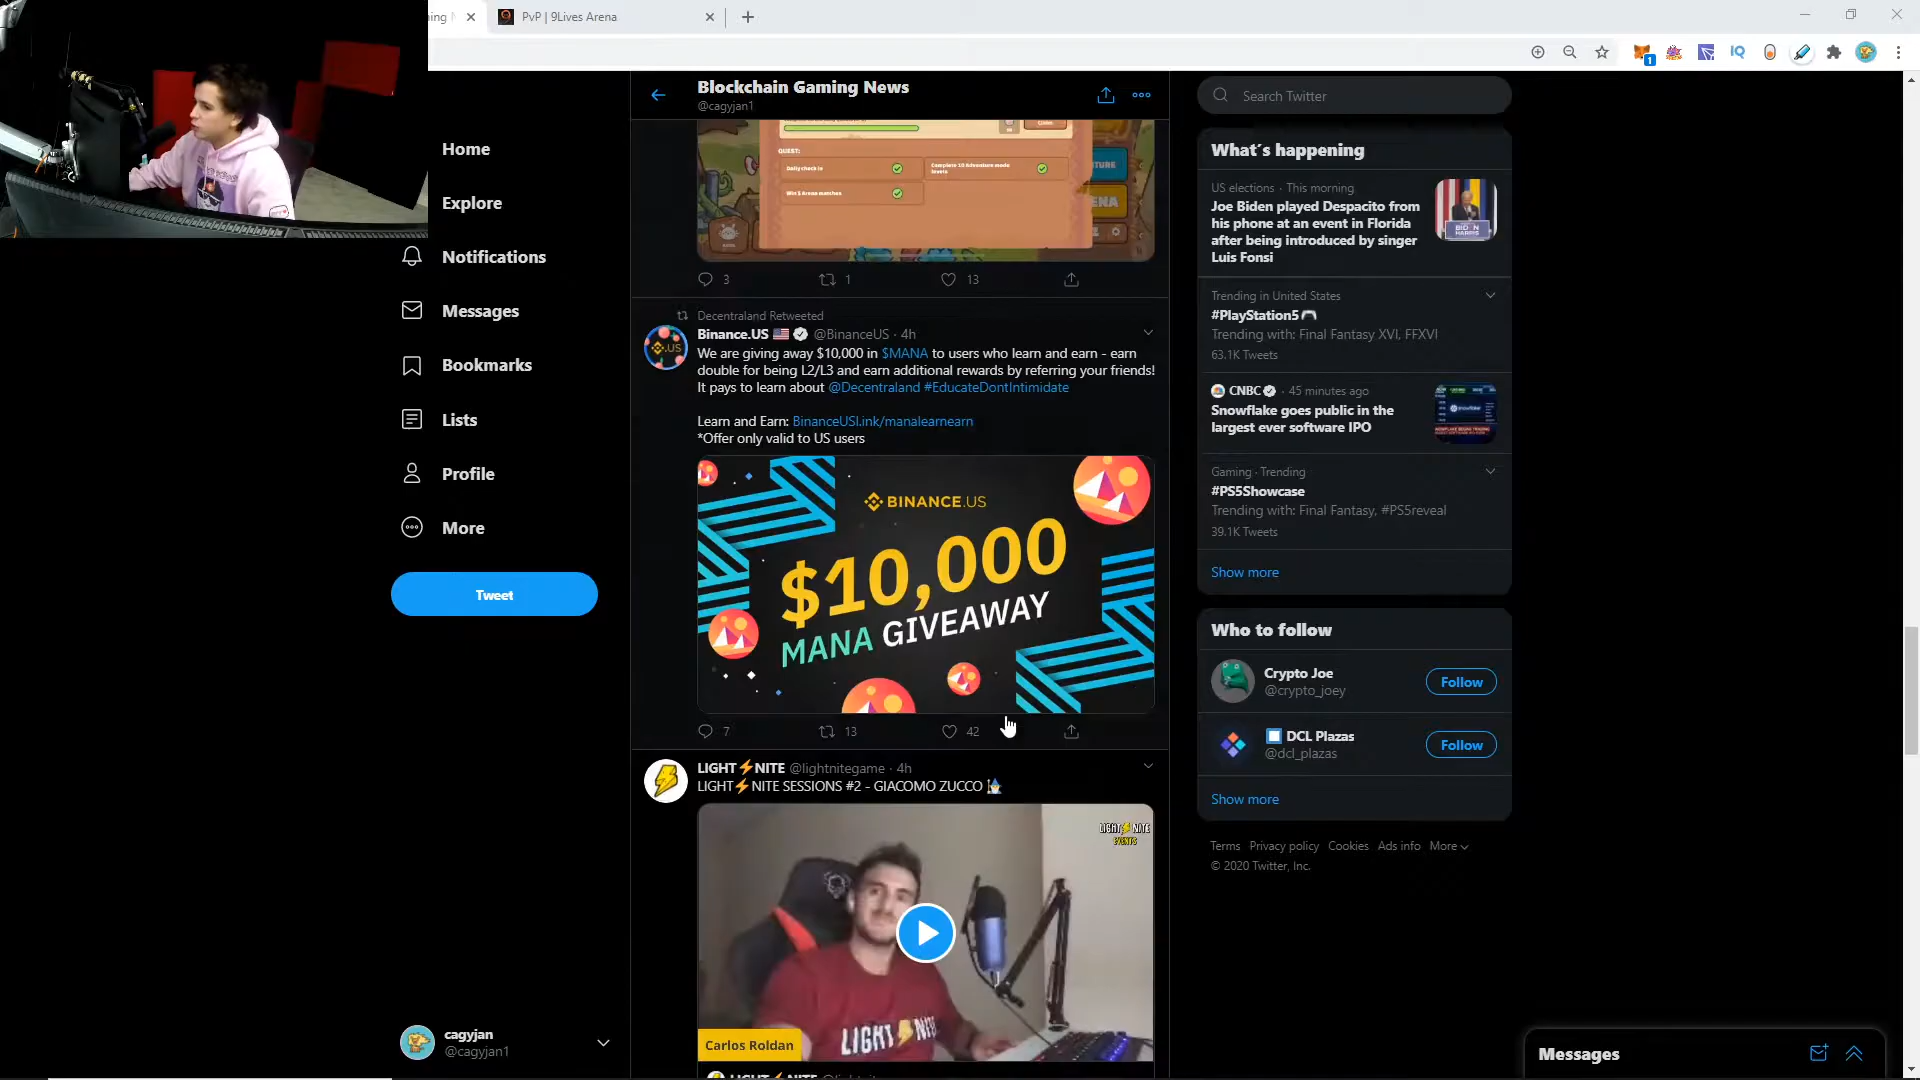 PvP | 9Lives Arena
Blockchain Gaming News
@cagyjan1
Search Twitter
Home
Explore
Notifications
Messages
Bookmarks
Lists
Profile
More
Tweet
cagyjan
@cagyjan1
QUEST:
Daily check in
Complete 10 Adventure mode
levels
Win 5 Arena matches
3
1
13
Decentraland Retweeted
Binance.US @BinanceUS · 4h
We are giving away $10,000 in $MANA to users who learn and earn - earn
double for being L2/L3 and earn additional rewards by referring your friends!
It pays to learn about @Decentraland #EducateDontIntimidate
Learn and Earn: BinanceUSl.ink/manalearnearn
*Offer only valid to US users
BINANCE.US
$10,000
MANA GIVEAWAY
7
13
42
LIGHT⚡NITE @lightnitegame · 4h
LIGHT⚡NITE SESSIONS #2 - GIACOMO ZUCCO
LIGHT⚡NITE
EVENTS
LIGHT⚡NITE
Carlos Roldan
What's happening
US elections · This morning
Joe Biden played Despacito from
his phone at an event in Florida
after being introduced by singer
Luis Fonsi
Trending in United States
#PlayStation5
Trending with: Final Fantasy XVI, FFXVI
63.1K Tweets
CNBC · 45 minutes ago
Snowflake goes public in the
largest ever software IPO
Gaming · Trending
#PS5Showcase
Trending with: Final Fantasy, #PS5reveal
39.1K Tweets
Show more
Who to follow
Crypto Joe
@crypto_joey
Follow
DCL Plazas
@dcl_plazas
Follow
Show more
Terms Privacy policy Cookies Ads info More
© 2020 Twitter, Inc.
Messages